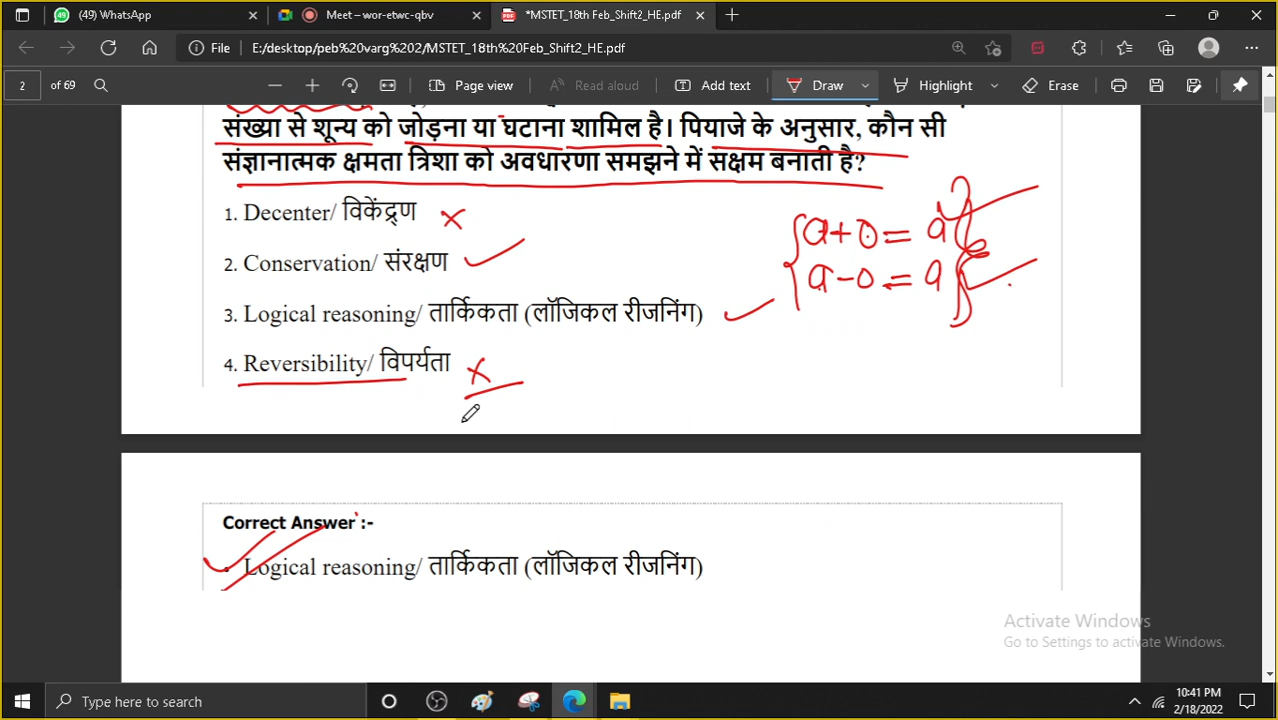 (49) WhatsApp
Meet – wor-etwc-qbv
*MSTET_18th Feb_Shift2_HE.pdf
File
E:/desktop/peb%20varg%202/MSTET_18th%20Feb_Shift2_HE.pdf
2 of 69
Page view
Read aloud
Add text
Draw
Highlight
Erase
संख्या से शून्य को जोड़ना या घटाना शामिल है। पियाजे के अनुसार, कौन सी
संज्ञानात्मक क्षमता त्रिशा को अवधारणा समझने में सक्षम बनाती है?
1. Decenter/ विकेंद्रण
2. Conservation/ संरक्षण
3. Logical reasoning/ तार्किकता (लॉजिकल रीजनिंग)
4. Reversibility/ विपर्यता
a+0=a
a-0=a
Correct Answer :-
• Logical reasoning/ तार्किकता (लॉजिकल रीजनिंग)
Activate Windows
Go to Settings to activate Windows.
Type here to search
10:41 PM
2/18/2022